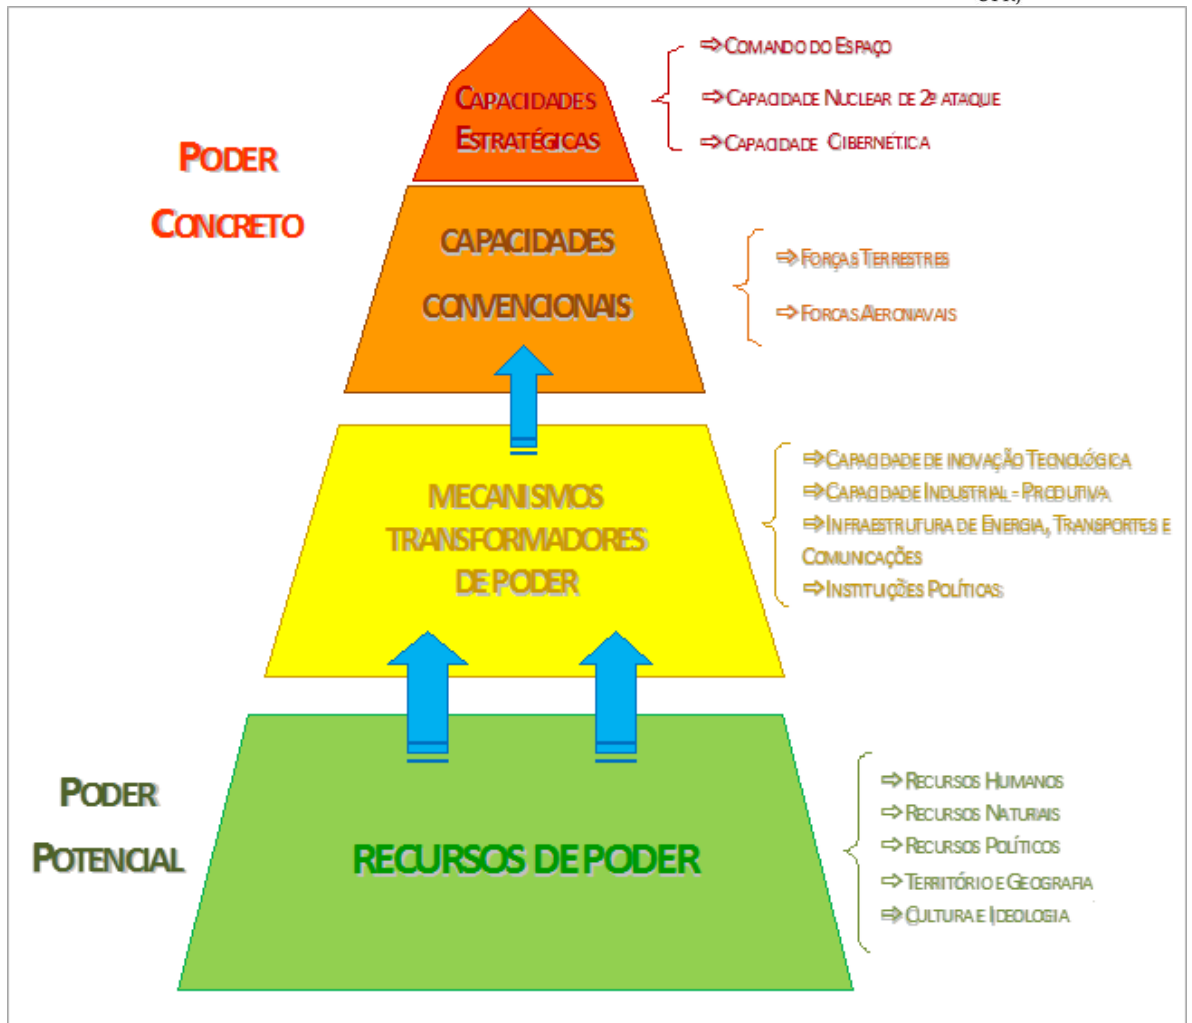 PODER
CONCRETO
CAPACIDADES
ESTRATÉGICAS
⇨COMANDO DO ESPAÇO
⇨CAPACIDADE NUCLEAR DE 2º ATAQUE
⇨CAPACIDADE CIBERNÉTICA
CAPACIDADES
CONVENCIONAIS
⇨FORÇAS TERRESTRES
⇨FORCAS AERONAVAIS
MECANISMOS
TRANSFORMADORES
DE PODER
⇨CAPACIDADE DE INOVAÇÃO TECNOLÓGICA
⇨CAPACIDADE INDUSTRIAL - PRODUTIVA
⇨INFRAESTRUTURA DE ENERGIA, TRANSPORTES E
COMUNICAÇÕES
⇨INSTITUIÇÕES POLÍTICAS
PODER
POTENCIAL
RECURSOS DE PODER
⇨RECURSOS HUMANOS
⇨RECURSOS NATURIAIS
⇨RECURSOS POLÍTICOS
⇨TERRITÓRIO E GEOGRAFIA
⇨CULTURA E IDEOLOGIA